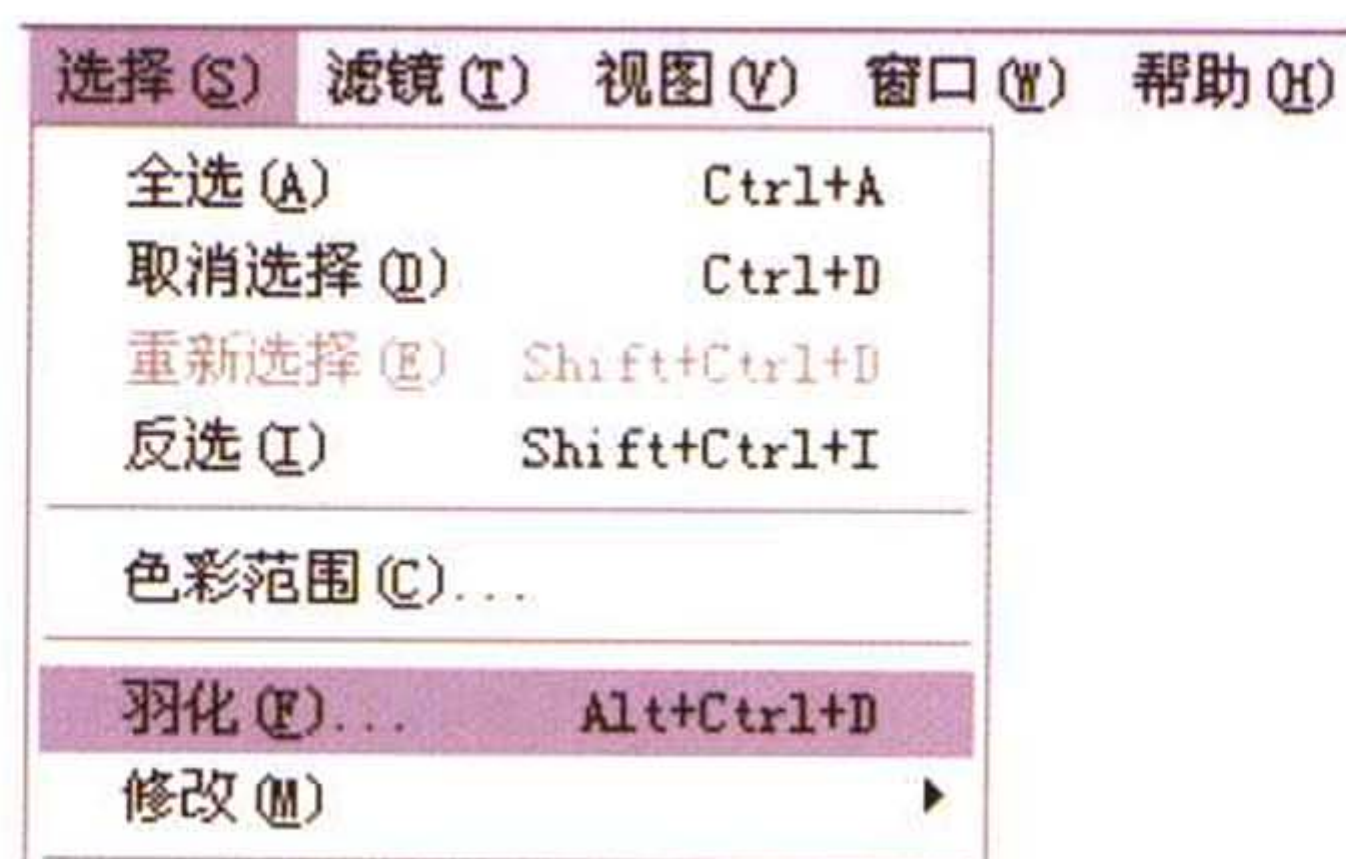 选择(S) 滤镜(T) 视图(V) 窗口(W) 帮助(H)
全选(A) Ctrl+A
取消选择(D) Ctrl+D
重新选择(E) Shift+Ctrl+D
反选(I) Shift+Ctrl+I
色彩范围(C)...
羽化(F)... Alt+Ctrl+D
修改(M)